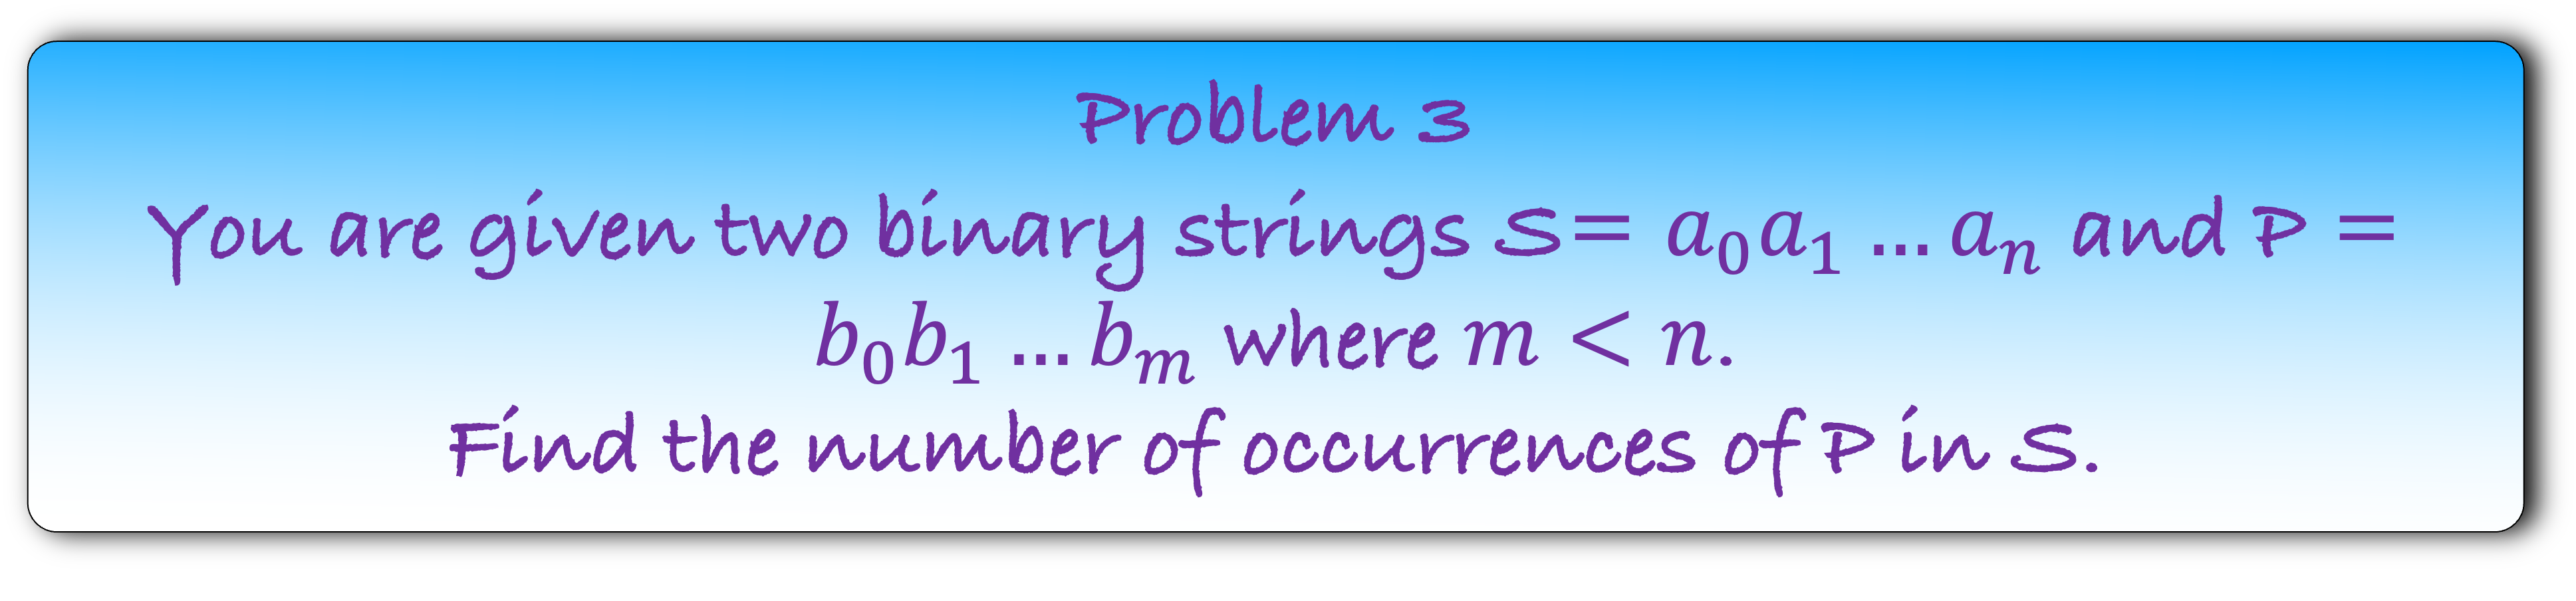 Problem 3
You are given two binary strings S= a₀a₁ … aₙ and P =
b₀b₁ … bₘ where m < n.
Find the number of occurrences of P in S.